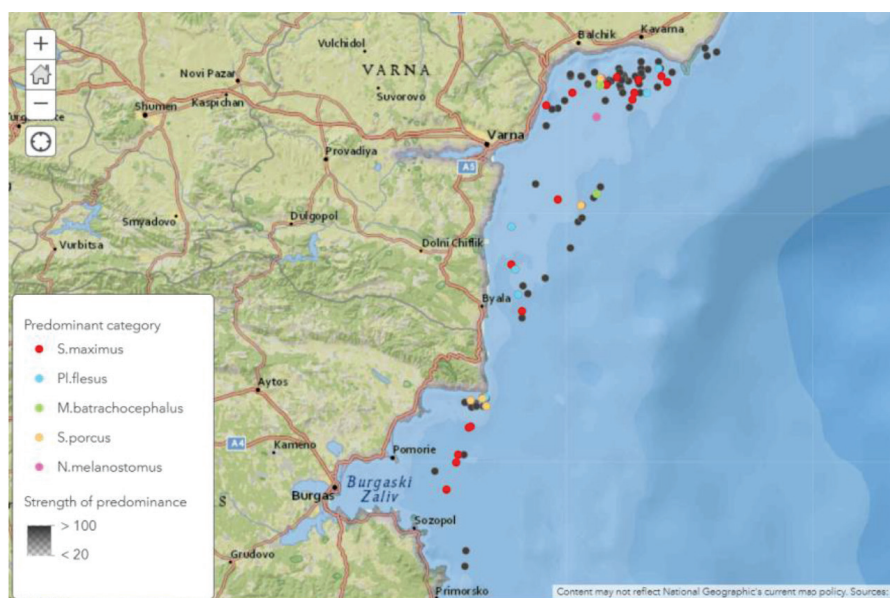 Balchik
Kavarna
Vulchidol
VARNA
Novi Pazar
Suvorovo
Kaspichan
Shumen
Varna
A5
Provadiya
Smyadovo
Dulgopol
Vurbitsa
Dolni Chiflik
Byala
Predominant category
S.maximus
Pl.flesus
M.batrachocephalus
S.porcus
N.melanostomus
Strength of predominance
> 100
< 20
Aytos
A4
Kameno
Pomorie
Burgaski
Zaliv
Burgas
Sozopol
Grudovo
Primorsko
Content may not reflect National Geographic's current map policy. Sources: